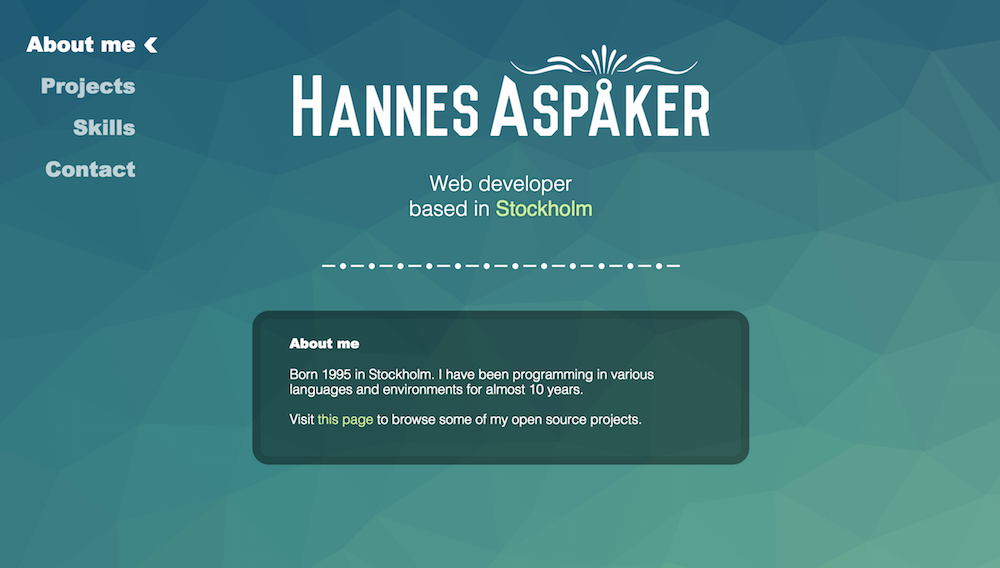 About me
Projects
Skills
Contact
HANNES ASPÅKER
Web developer
based in Stockholm
About me
Born 1995 in Stockholm. I have been programming in various
languages and environments for almost 10 years.
Visit this page to browse some of my open source projects.